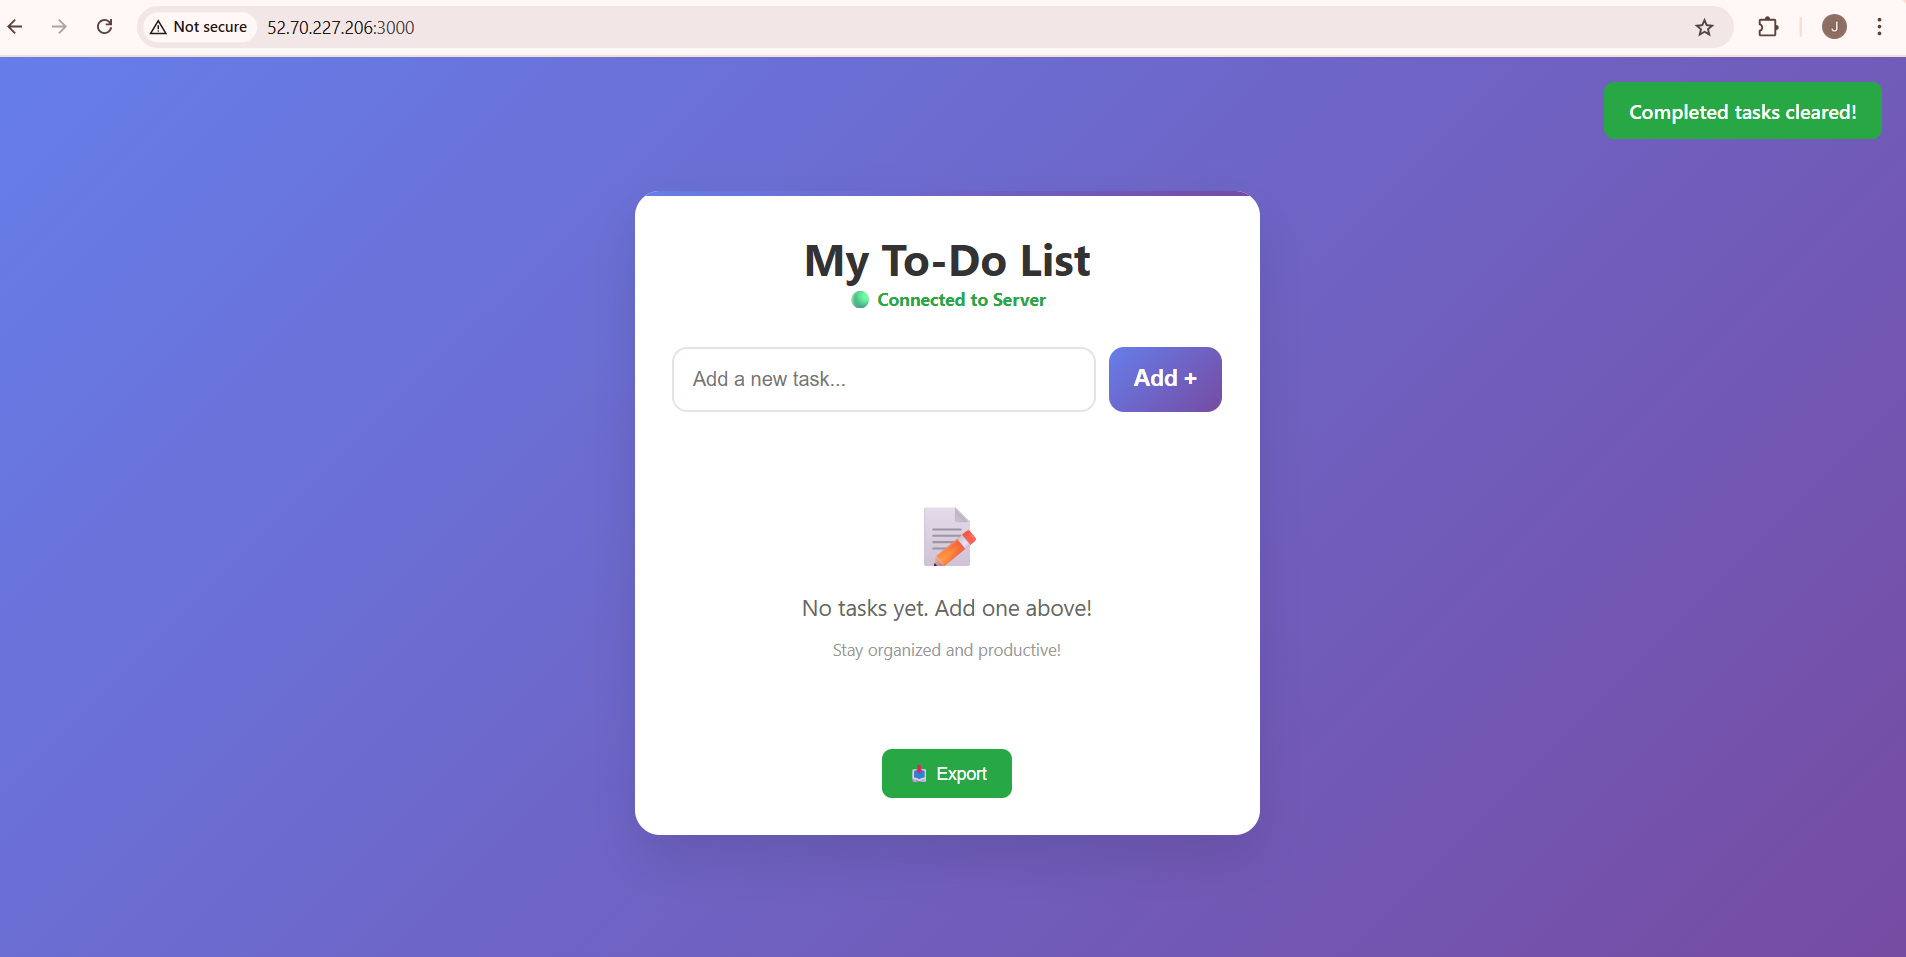 Not secure
52.70.227.206:3000
J
Completed tasks cleared!
My To-Do List
Connected to Server
Add a new task...
Add +
No tasks yet. Add one above!
Stay organized and productive!
Export